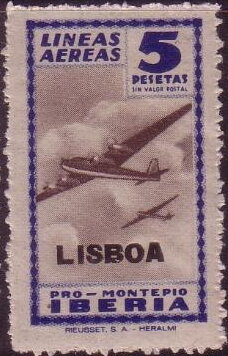 LINEAS
AEREAS
5
PESETAS
SIN VALOR POSTAL
LISBOA
PRO-MONTEPIO
IBERIA
RIEUSSET, S. A. - HERALMI